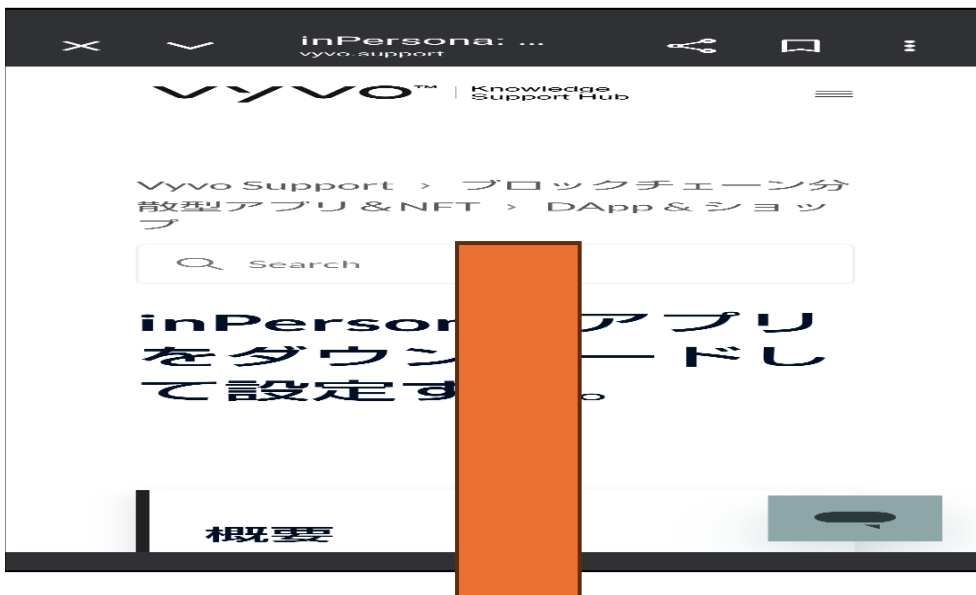 inPersona: ...
vyvo.support
VYVO™ | Knowledge
Support Hub
Vyvo Support > ブロックチェーン分
散型アプリ & NFT > DApp & ショッ
プ
Search
inPerson アプリ
をダウン ードし
て設定す 。
概要